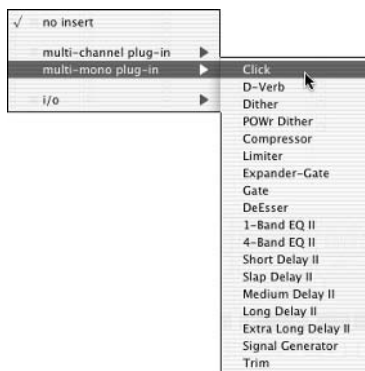 √ no insert
multi-channel plug-in
multi-mono plug-in
i/o
Click
D-Verb
Dither
POWr Dither
Compressor
Limiter
Expander-Gate
Gate
DeEsser
1-Band EQ II
4-Band EQ II
Short Delay II
Slap Delay II
Medium Delay II
Long Delay II
Extra Long Delay II
Signal Generator
Trim